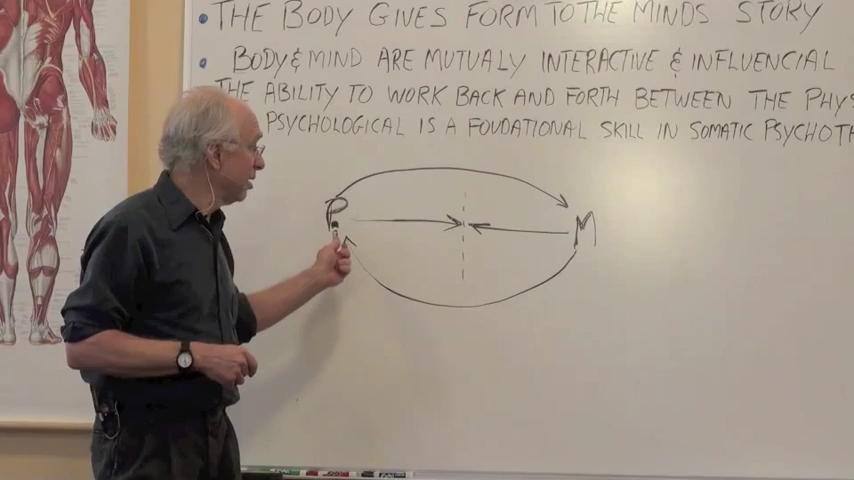 THE BODY GIVES FORM TO THE MINDS STORY
BODY & MIND ARE MUTUALY INTERACTIVE & INFLUENCIAL
THE ABILITY TO WORK BACK AND FORTH BETWEEN THE PHYS
PSYCHOLOGICAL IS A FOUDATIONAL SKILL IN SOMATIC PSYCHOTH
P M